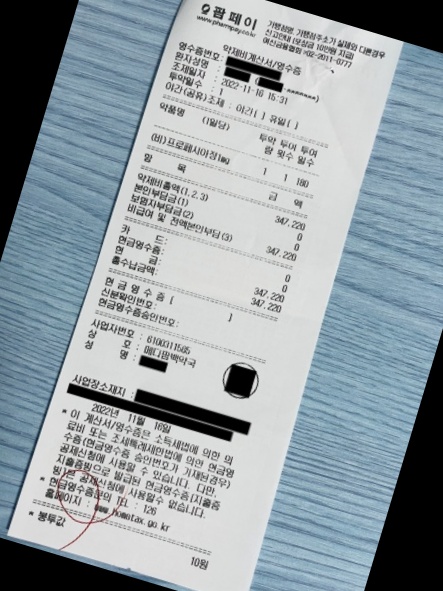 팜페이
www.pharmpay.co.kr
가맹점명 가맹점주소가 실제와 다른경우
신고안내 (포상금 10만원 지급)
여신금융협회 ☎02-2011-0777
약제비계산서/영수증
영수증번호:
환자성명 :
조제일자 : 2022-11-16 15:31
투약일수 : 1
야간(공휴)조제 : 야간( ) 휴일( )
약품명 (1일당) 투약 투여 투여
량 횟수 일수
(비)프로페시아정1mg 1 1 180
항 목 금 액
약제비총액(1,2,3) 347,220
본인부담금(1) 0
보험자부담금(2) 0
비급여 및 전액본인부담(3) 347,220
카 드: 0
현금영수증: 0
현 금: 347,220
총수납금액: 347,220
현 금 영 수 증 ( )
신분확인번호:
현금영수증승인번호:
사업자번호 : 6100311565
상 호 : 메디팜백약국
성 명 :
사업장소재지 :
2022년 11월 16일
* 이 계산서/영수증은 소득세법에 의한 의
료비 또는 조세특례제한법에 의한 현금영
수증(현금영수증 승인번호가 기재된경우)
공제신청에 사용할 수 있습니다. 다만,
지출증빙으로 발급된 현금영수증(지출증
빙)은 공제신청에 사용할수 없습니다.
* 현금영수증문의 TEL : 126
홈페이지 : www.hometax.go.kr
* 봉투값 10원